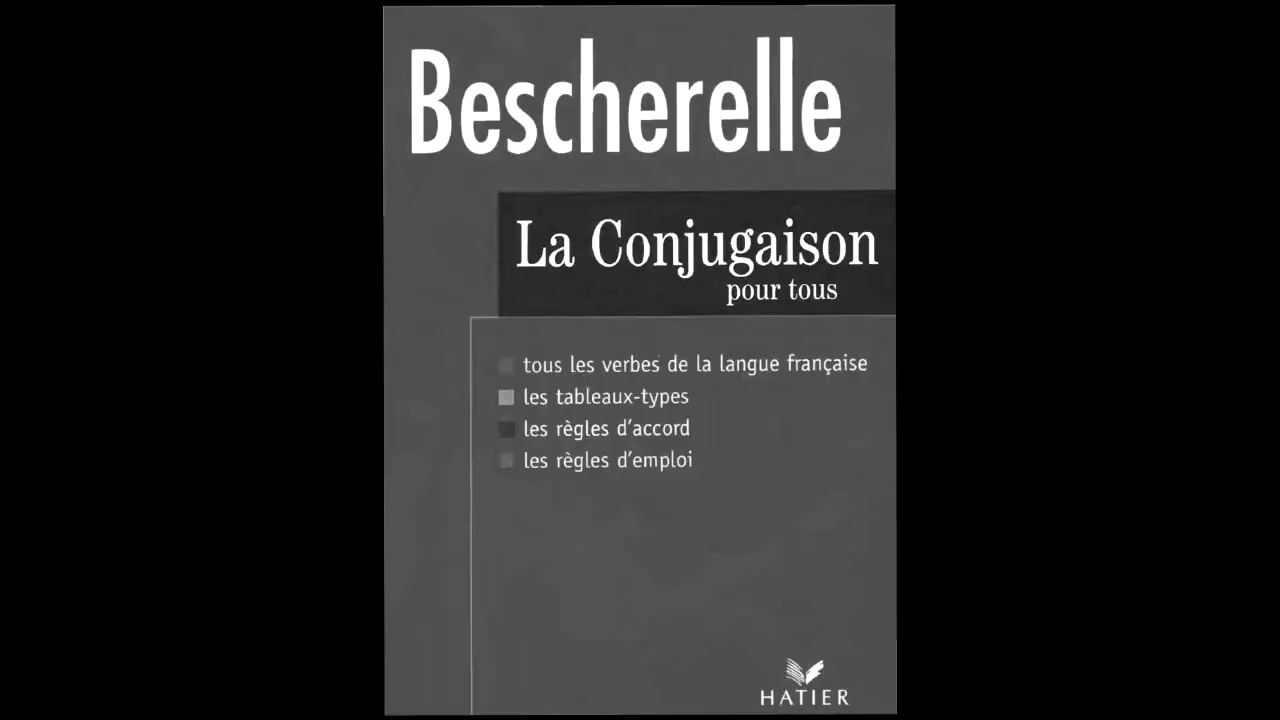 Bescherelle
La Conjugaison
pour tous
tous les verbes de la langue française
les tableaux-types
les règles d'accord
les règles d'emploi
HATIER